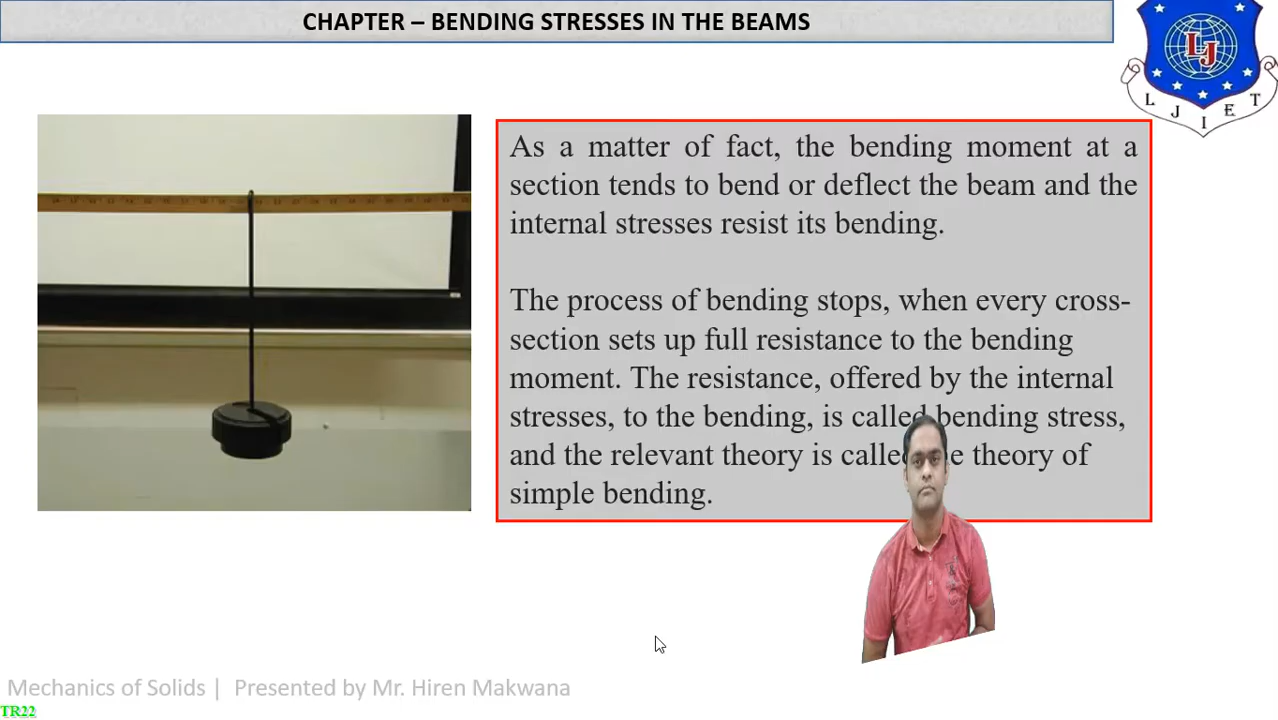 CHAPTER – BENDING STRESSES IN THE BEAMS
LJ
L J I E T
As a matter of fact, the bending moment at a
section tends to bend or deflect the beam and the
internal stresses resist its bending.
The process of bending stops, when every cross-
section sets up full resistance to the bending
moment. The resistance, offered by the internal
stresses, to the bending, is called bending stress,
and the relevant theory is theory of
simple bending.
Mechanics of Solids | Presented by Mr. Hiren Makwana
TR22